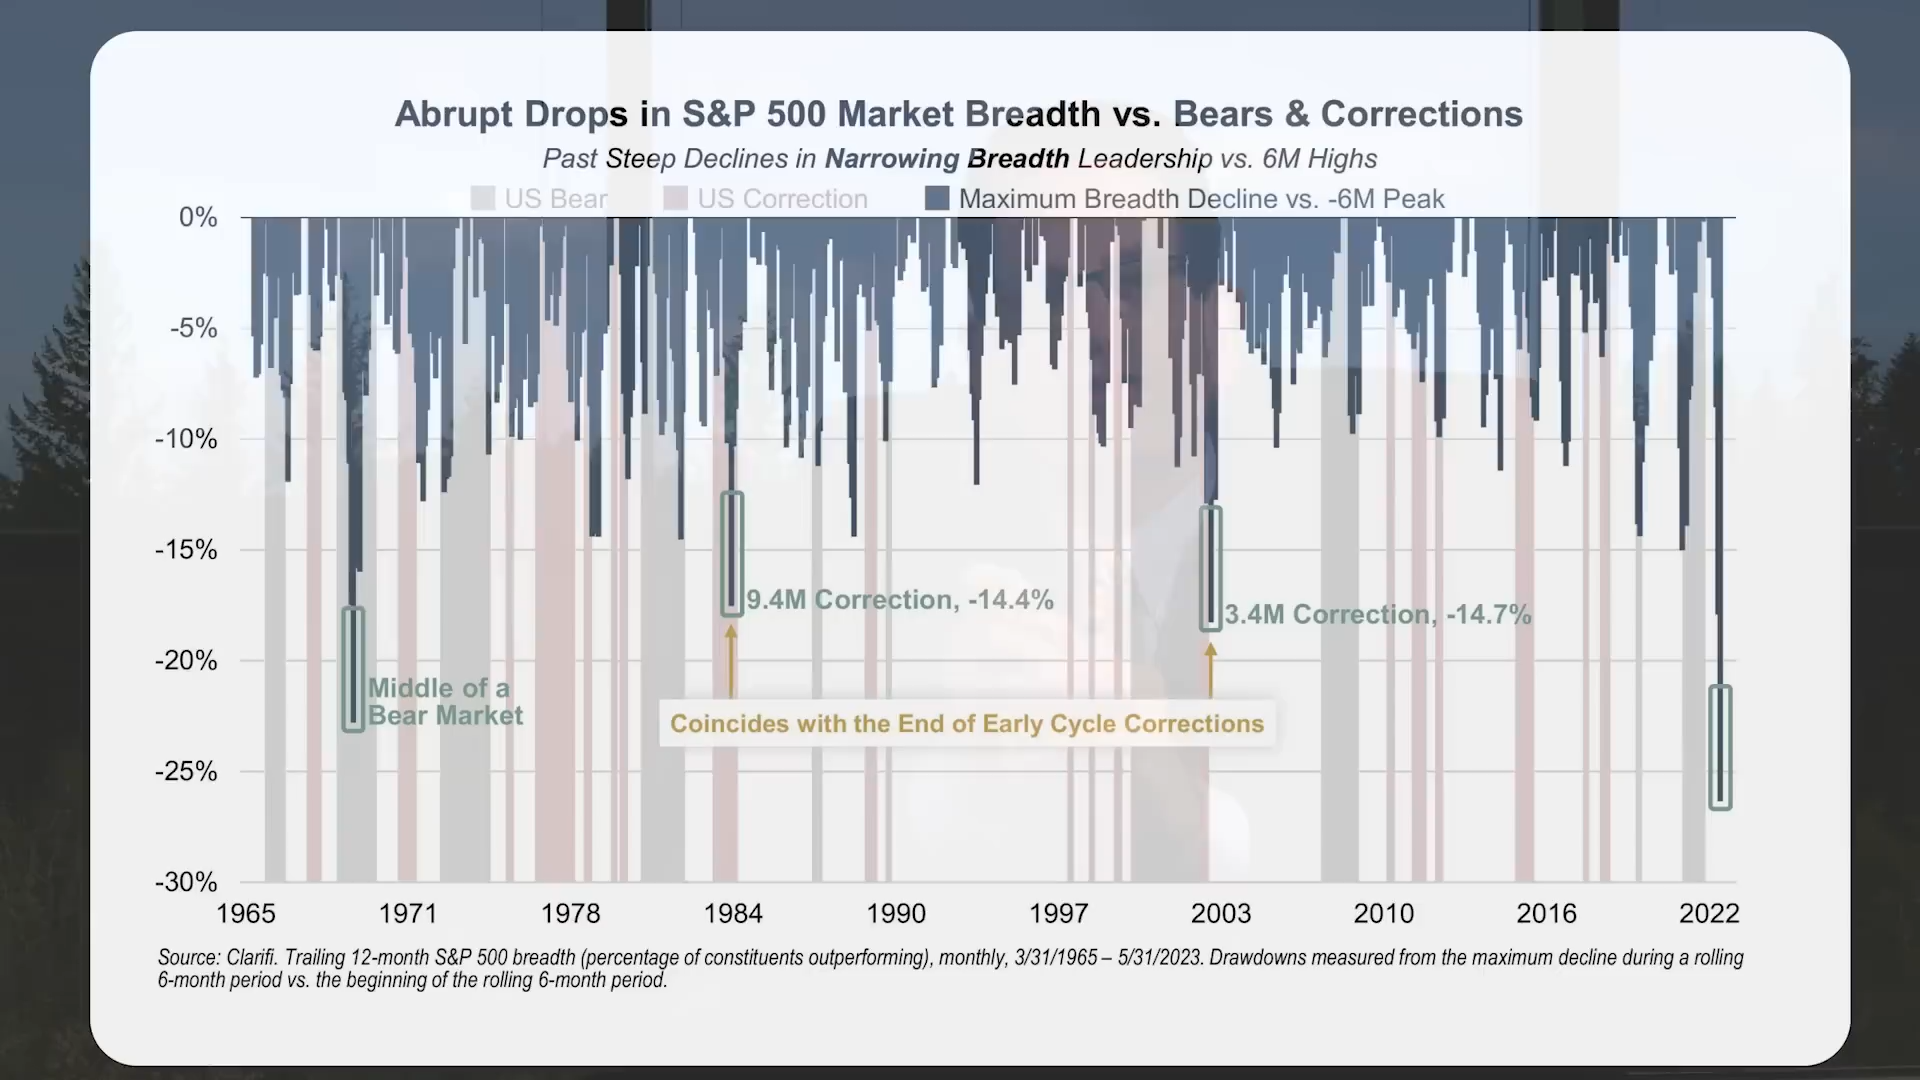 Abrupt Drops in S&P 500 Market Breadth vs. Bears & Corrections
Past Steep Declines in Narrowing Breadth Leadership vs. 6M Highs
US Bear US Correction Maximum Breadth Decline vs. -6M Peak
0%
-5%
-10%
-15%
-20%
-25%
-30%
9.4M Correction, -14.4%
3.4M Correction, -14.7%
Middle of a
Bear Market
Coincides with the End of Early Cycle Corrections
1965 1971 1978 1984 1990 1997 2003 2010 2016 2022
Source: Clarifi. Trailing 12-month S&P 500 breadth (percentage of constituents outperforming), monthly, 3/31/1965 – 5/31/2023. Drawdowns measured from the maximum decline during a rolling
6-month period vs. the beginning of the rolling 6-month period.